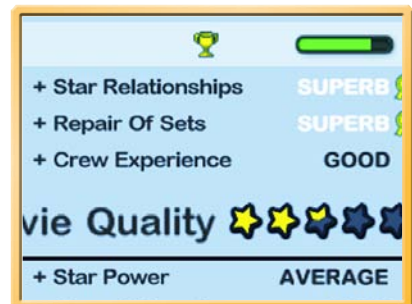 + Star Relationships SUPERB
+ Repair Of Sets SUPERB
+ Crew Experience GOOD
vie Quality
+ Star Power AVERAGE